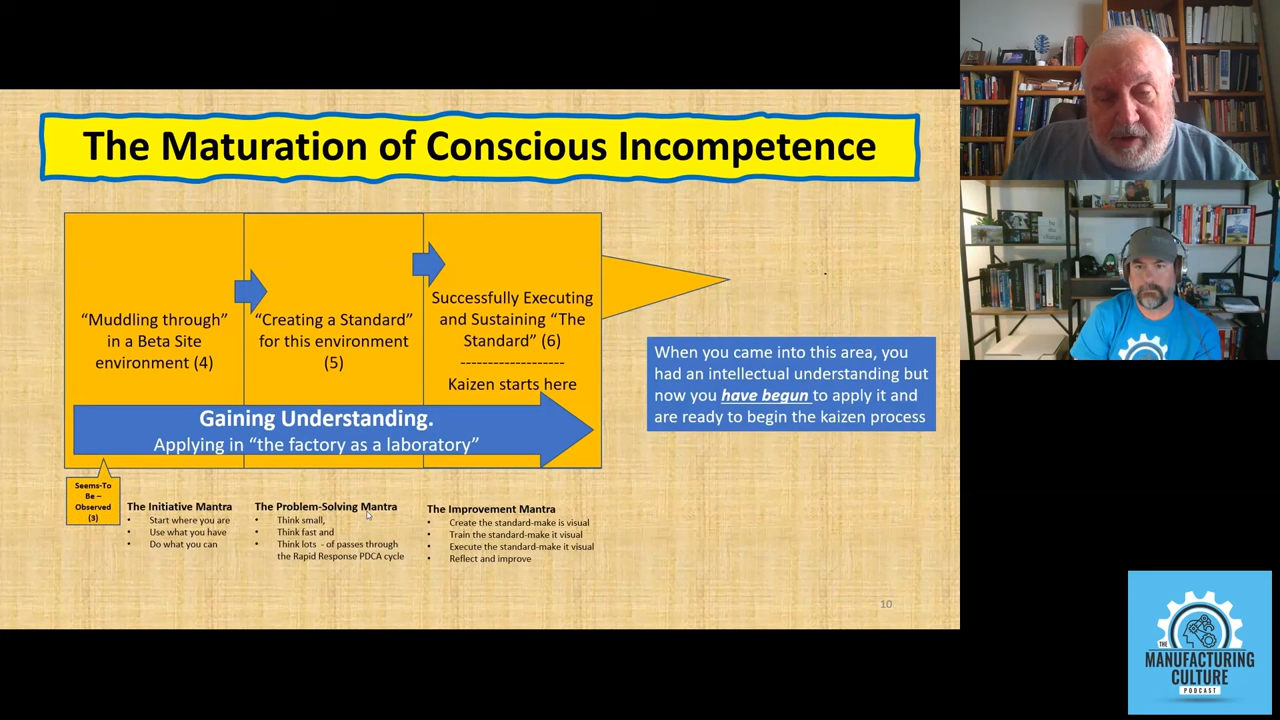 The Maturation of Conscious Incompetence
“Muddling through”
in a Beta Site
environment (4)
“Creating a Standard”
for this environment
(5)
Successfully Executing
and Sustaining “The
Standard” (6)
-------------------
Kaizen starts here
Gaining Understanding.
Applying in “the factory as a laboratory”
When you came into this area, you
had an intellectual understanding but
now you have begun to apply it and
are ready to begin the kaizen process
Seems-To
Be –
Observed
(3)
The Initiative Mantra
• Start where you are
• Use what you have
• Do what you can
The Problem-Solving Mantra
• Think small,
• Think fast and
• Think lots - of passes through
the Rapid Response PDCA cycle
The Improvement Mantra
• Create the standard-make is visual
• Train the standard-make it visual
• Execute the standard-make it visual
• Reflect and improve
10
THE
MANUFACTURING
CULTURE
PODCAST